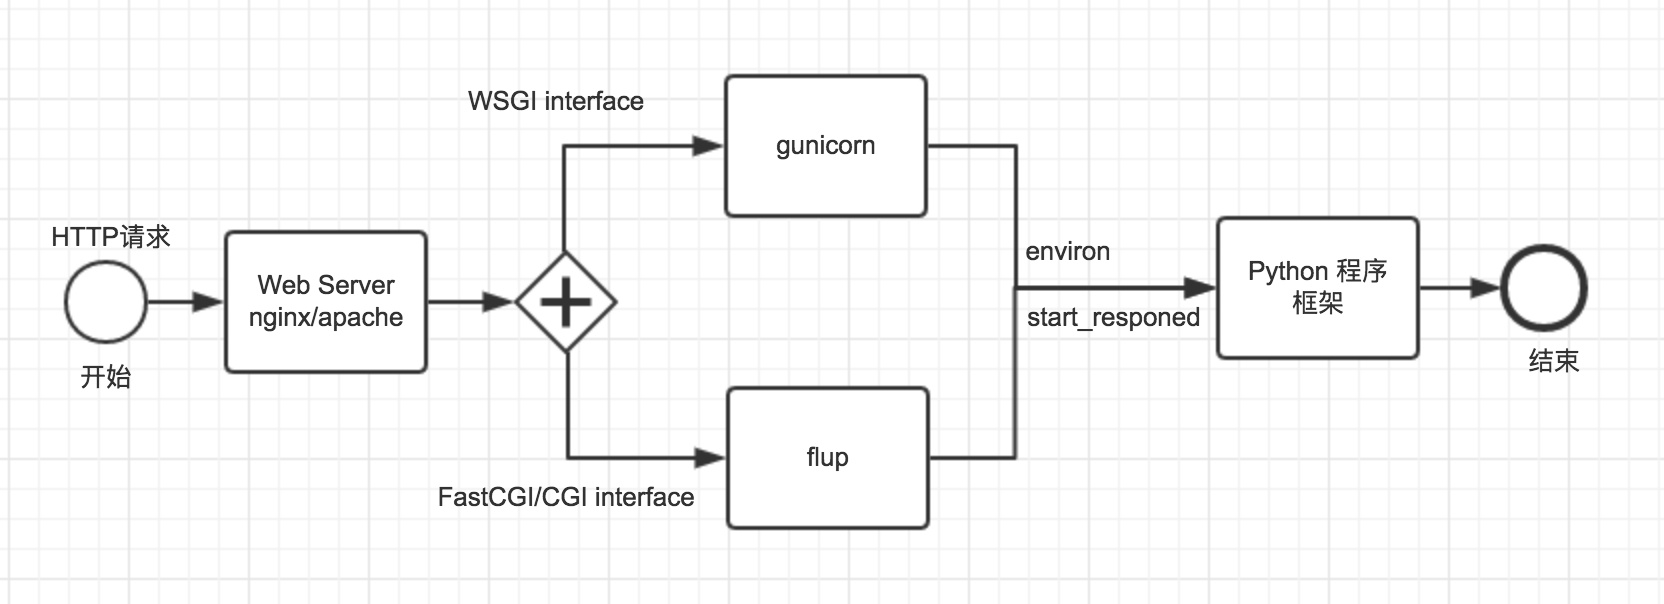 HTTP请求
开始
Web Server
nginx/apache
WSGI interface
gunicorn
FastCGI/CGI interface
flup
environ
start_responed
Python 程序
框架
结束